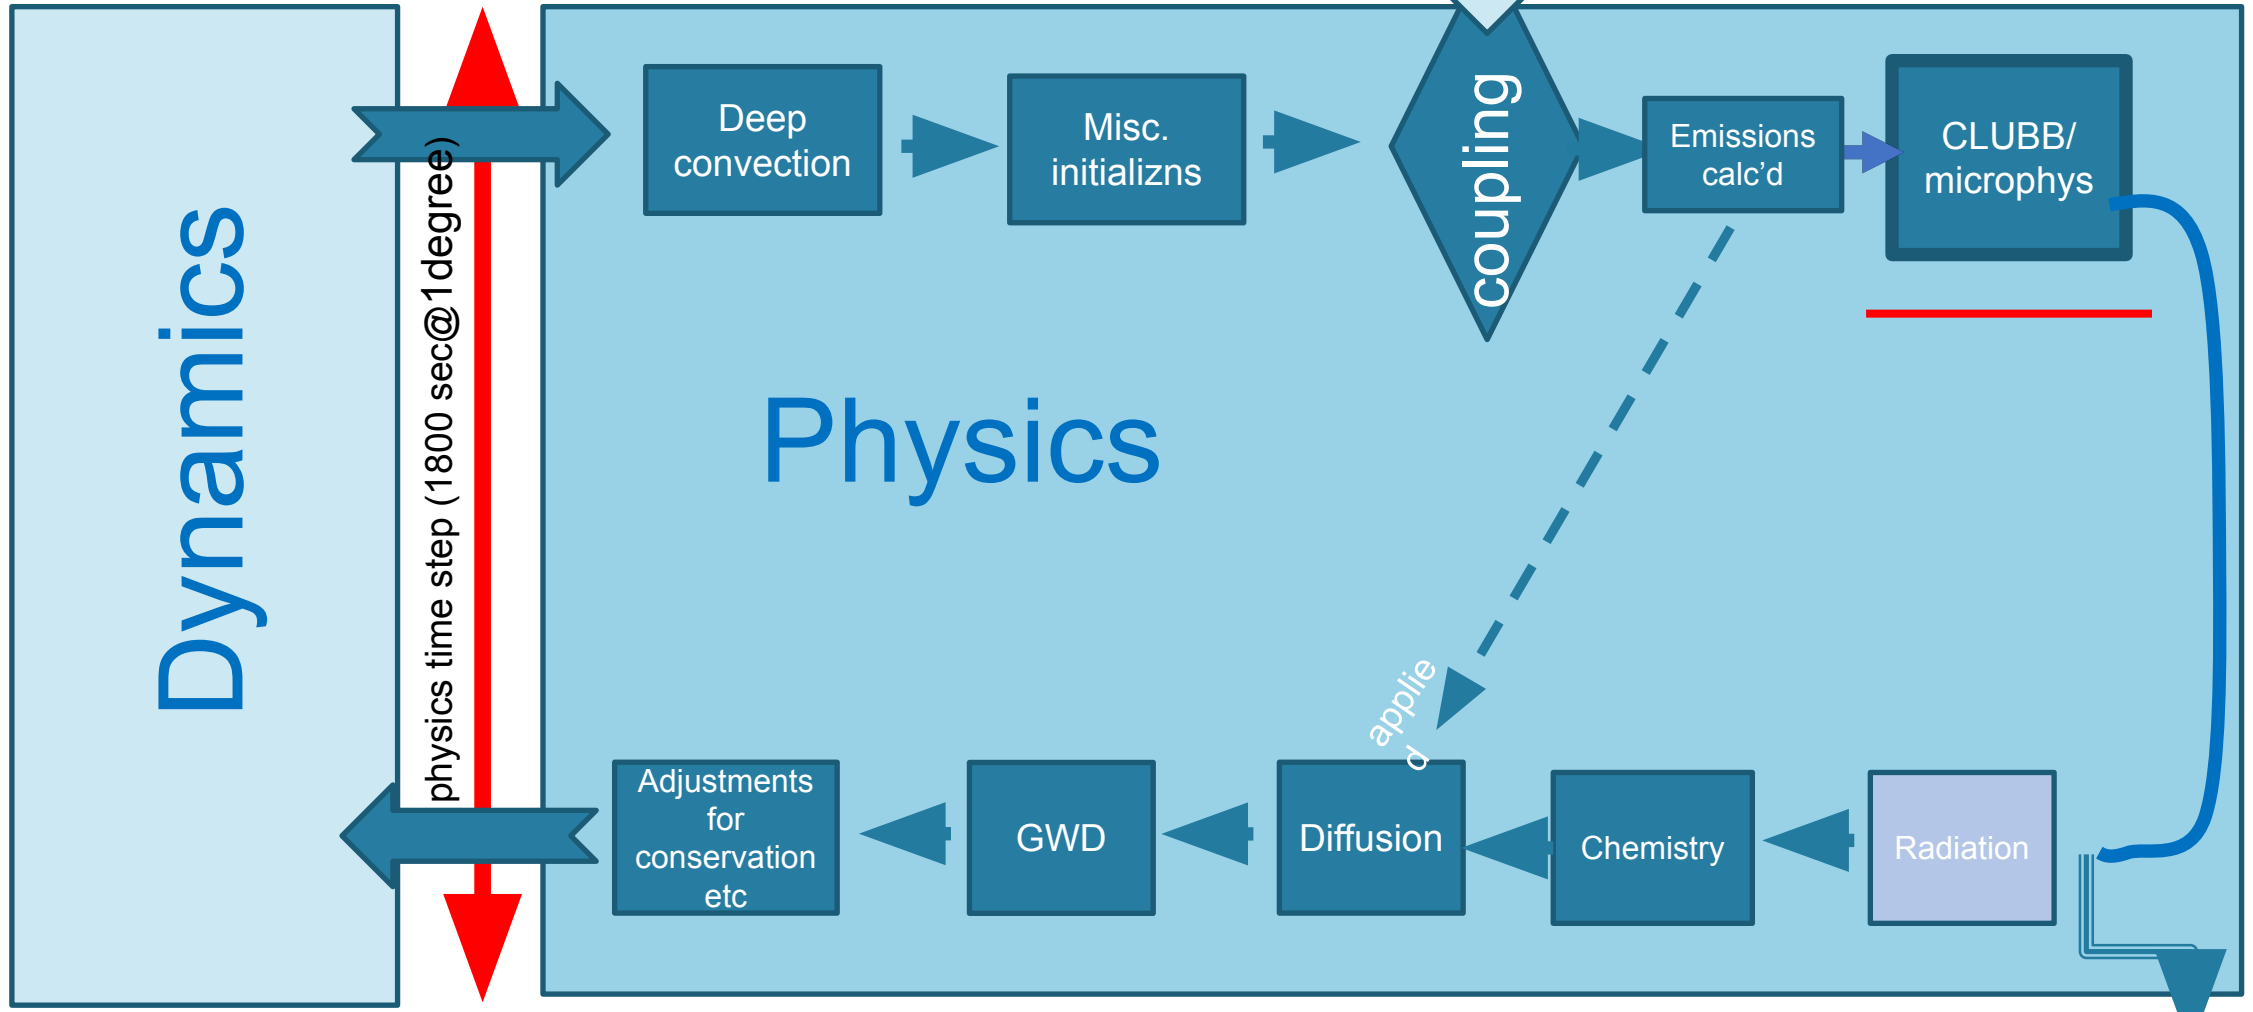 Dynamics
physics time step (1800 sec@1degree)
Deep
convection
Misc.
initializns
coupling
Emissions
calc’d
CLUBB/
microphys
Physics
applie
d
Adjustments
for
conservation
etc
GWD
Diffusion
Chemistry
Radiation